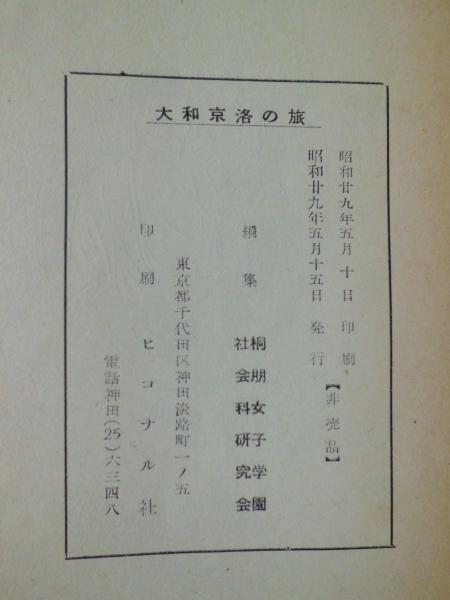 大和京洛の旅
昭和廿九年五月十日印刷
昭和廿九年五月十五日発行
【非売品】
編集
桐朋女子学園
社会科研究会
東京都千代田区神田淡路町一ノ五
印刷 ヒコナル社
電話神田(25)六三四八